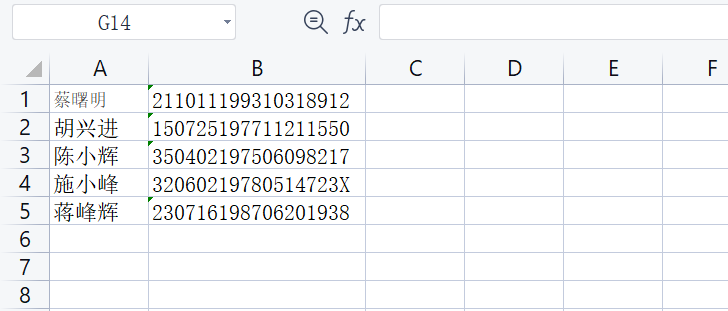 G14 fx
A B C D E F
1 蔡曙明 211011199310318912
2 胡兴进 150725197711211550
3 陈小辉 350402197506098217
4 施小峰 32060219780514723X
5 蒋峰辉 230716198706201938
6
7
8